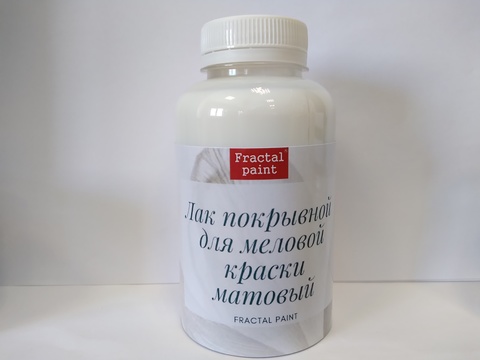 Fractal
paint
Лак покрывной
для меловой
краски
матовый
FRACTAL PAINT